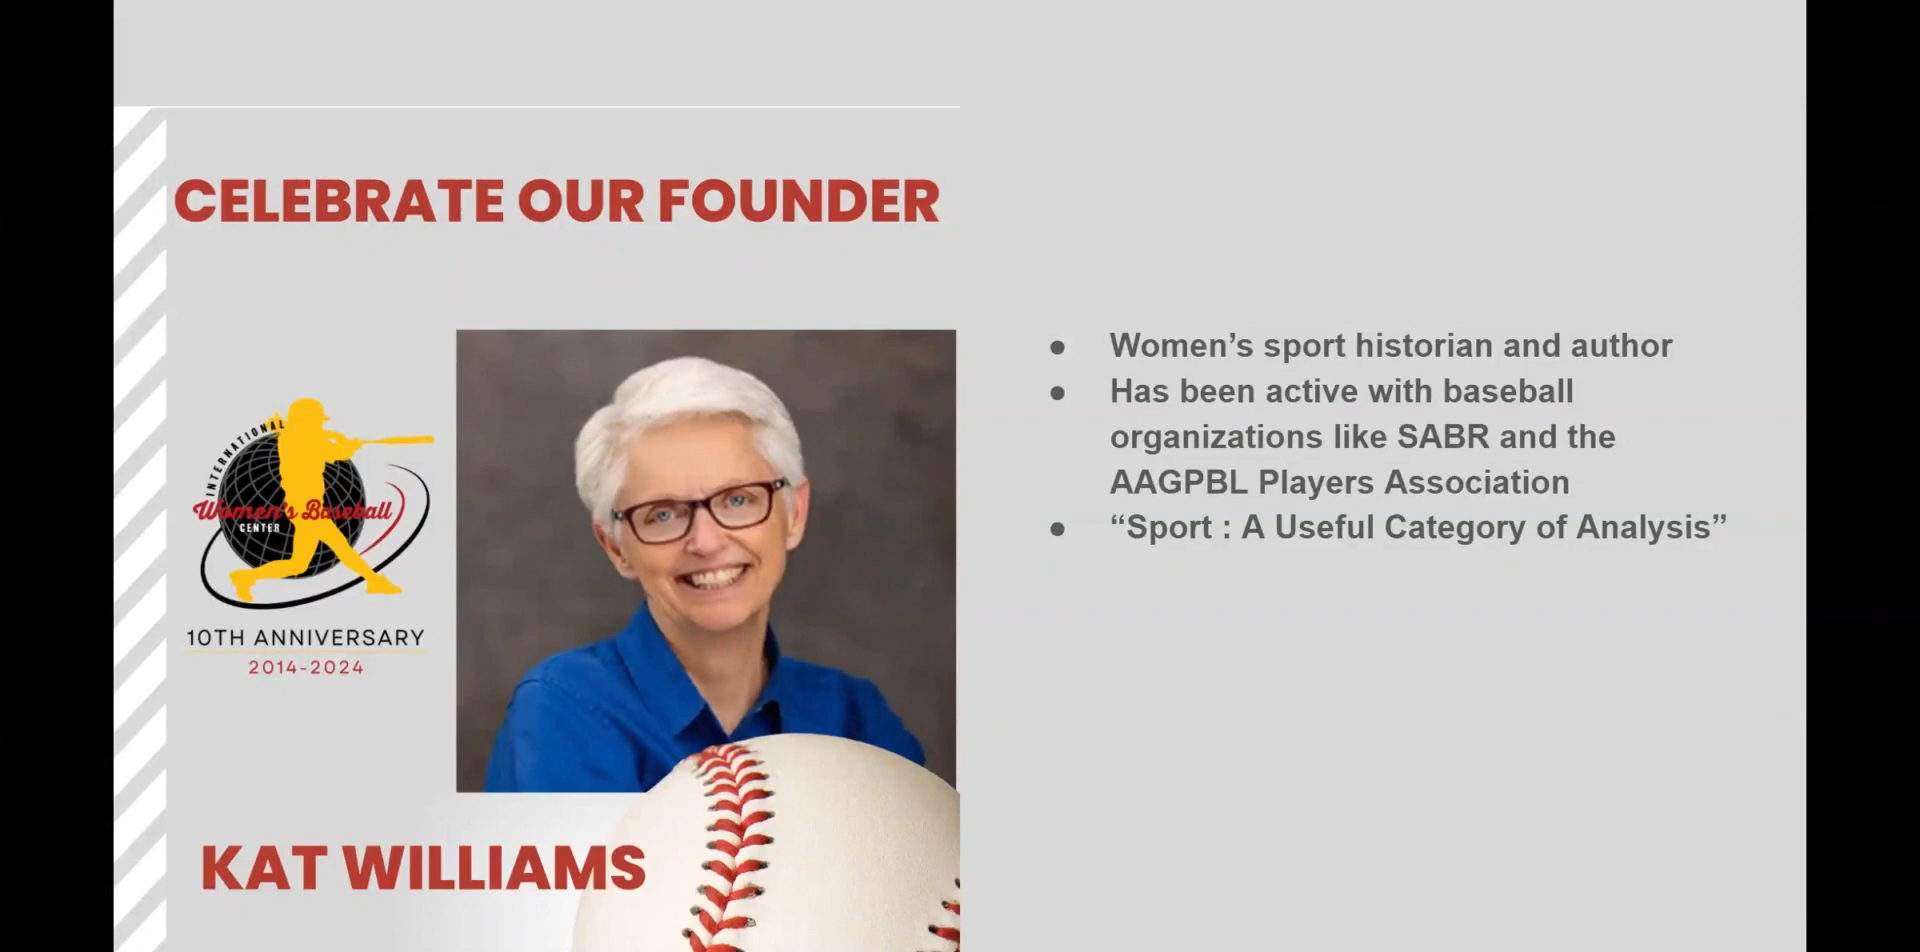 CELEBRATE OUR FOUNDER
INTERNATIONAL
Women's Baseball
CENTER
10TH ANNIVERSARY
2014-2024
KAT WILLIAMS
● Women’s sport historian and author
● Has been active with baseball
organizations like SABR and the
AAGPBL Players Association
● “Sport : A Useful Category of Analysis”